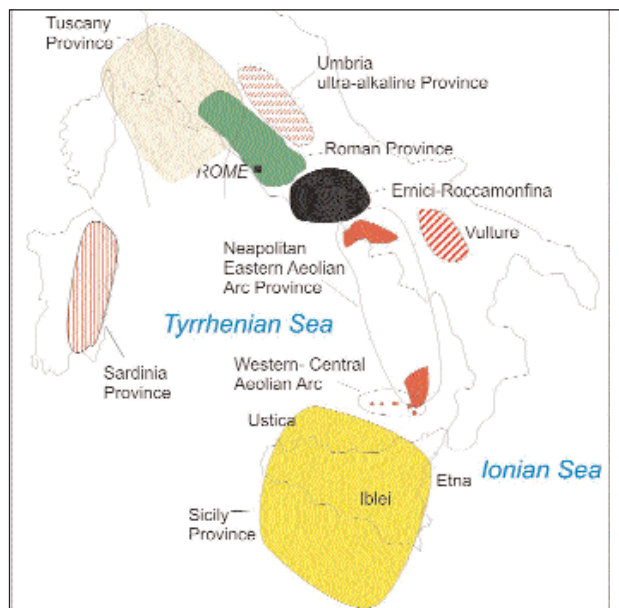 Tuscany
Province
Umbria
ultra-alkaline Province
Roman Province
ROME
Ernici-Roccamonfina
Vulture
Neapolitan
Eastern Aeolian
Arc Province
Tyrrhenian Sea
Sardinia
Province
Western- Central
Aeolian Arc
Ustica
Etna
Ionian Sea
Iblei
Sicily
Province